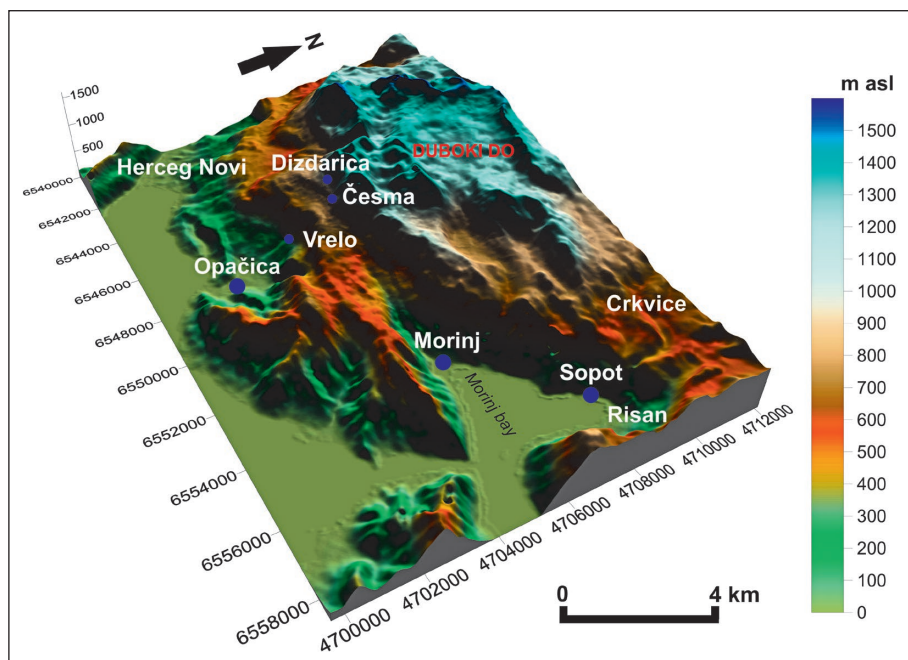 N
m asl
1500
1000
500
1500
1400
1300
1200
1100
1000
900
800
700
600
500
400
300
200
100
0
Herceg Novi
Dizdarica
DUBOKI DO
Česma
Vrelo
Opačica
Crkvice
Morinj
Morinj bay
Sopot
Risan
6540000
6542000
6544000
6546000
6548000
6550000
6552000
6554000
6556000
6558000
4700000
4702000
4704000
4706000
4708000
4710000
4712000
0 4 km